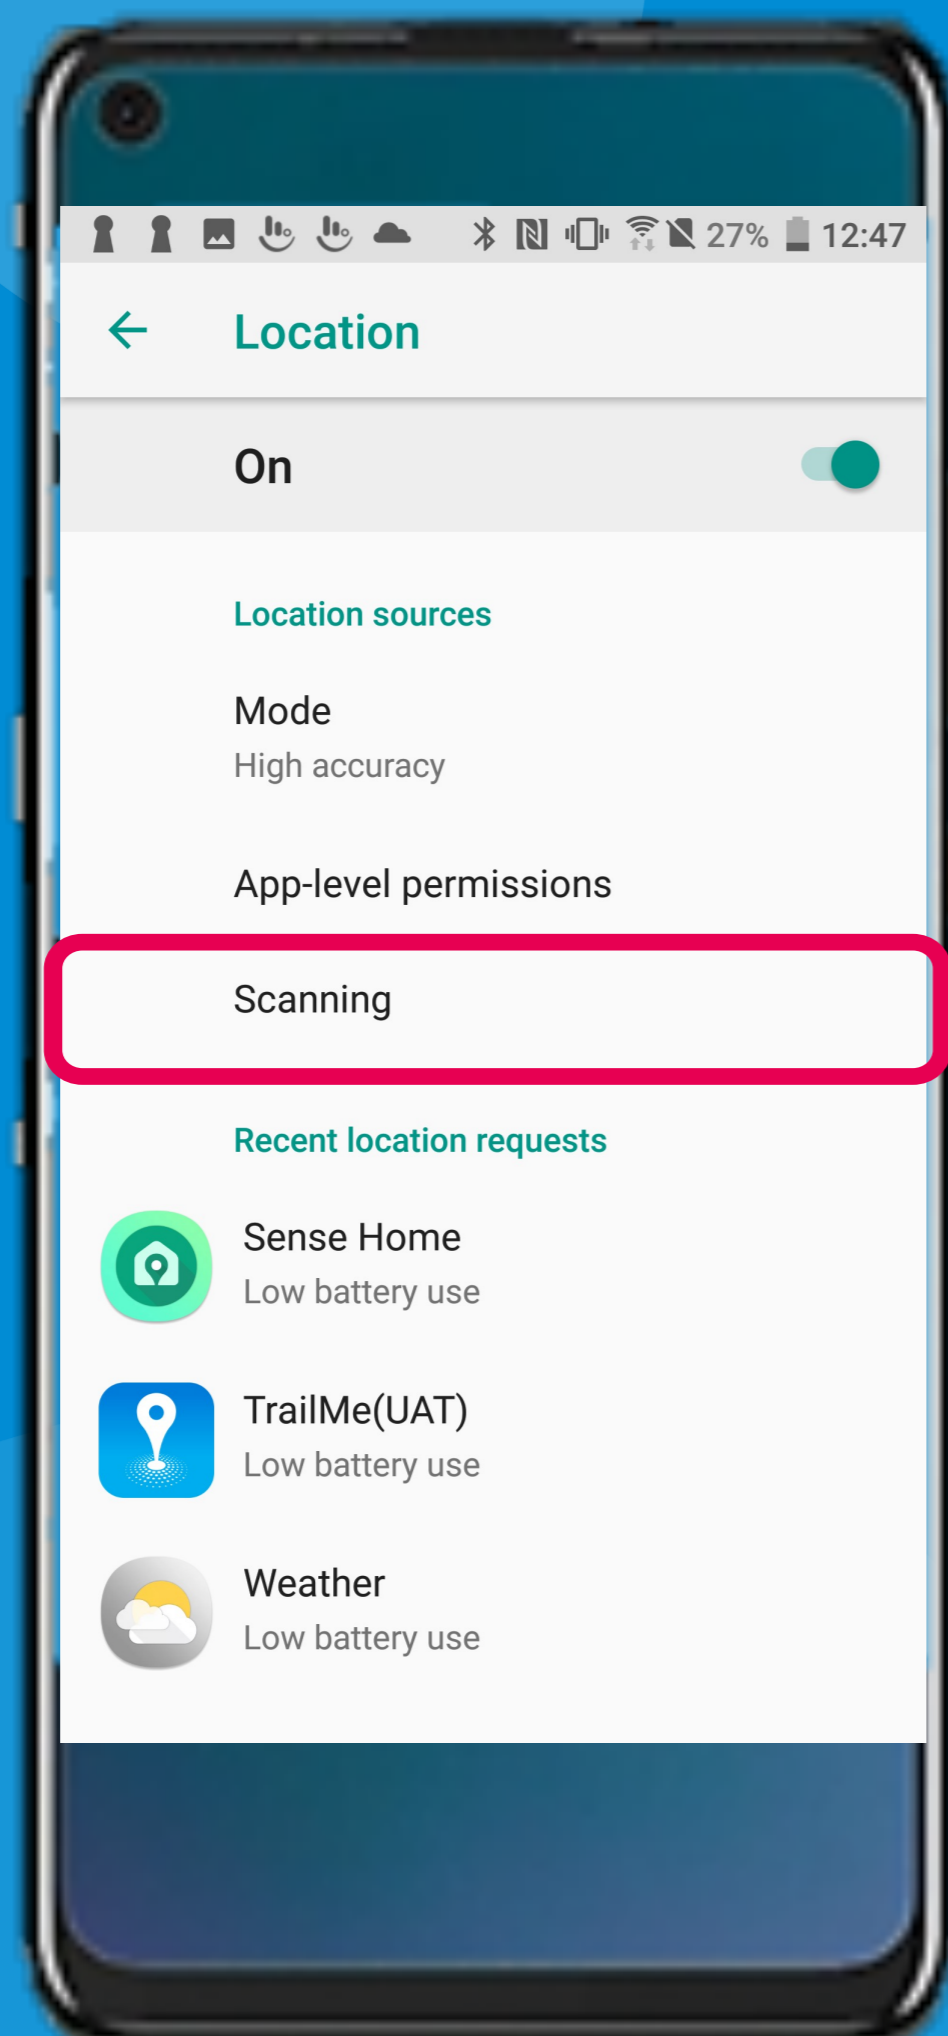 27% 12:47
Location
On
Location sources
Mode
High accuracy
App-level permissions
Scanning
Recent location requests
Sense Home
Low battery use
TrailMe(UAT)
Low battery use
Weather
Low battery use